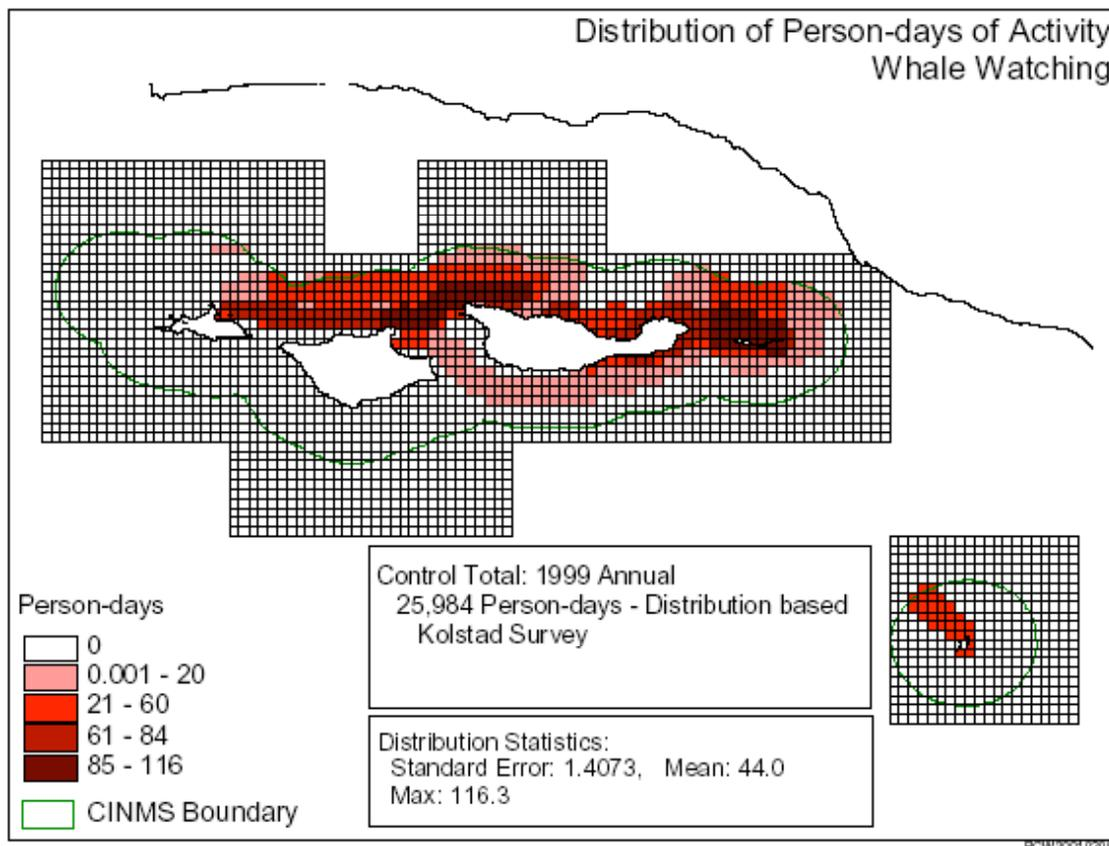 Distribution of Person-days of Activity
Whale Watching
Control Total: 1999 Annual
25,984 Person-days - Distribution based
Kolstad Survey
Person-days
0
0.001 - 20
21 - 60
61 - 84
85 - 116
CINMS Boundary
Distribution Statistics:
Standard Error: 1.4073, Mean: 44.0
Max: 116.3